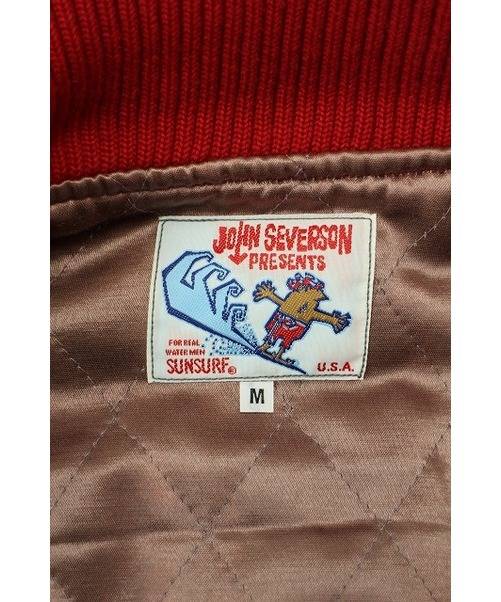 JOHN SEVERSON
PRESENTS
FOR REAL
WATER MEN
SUNSURF®
U.S.A.
M